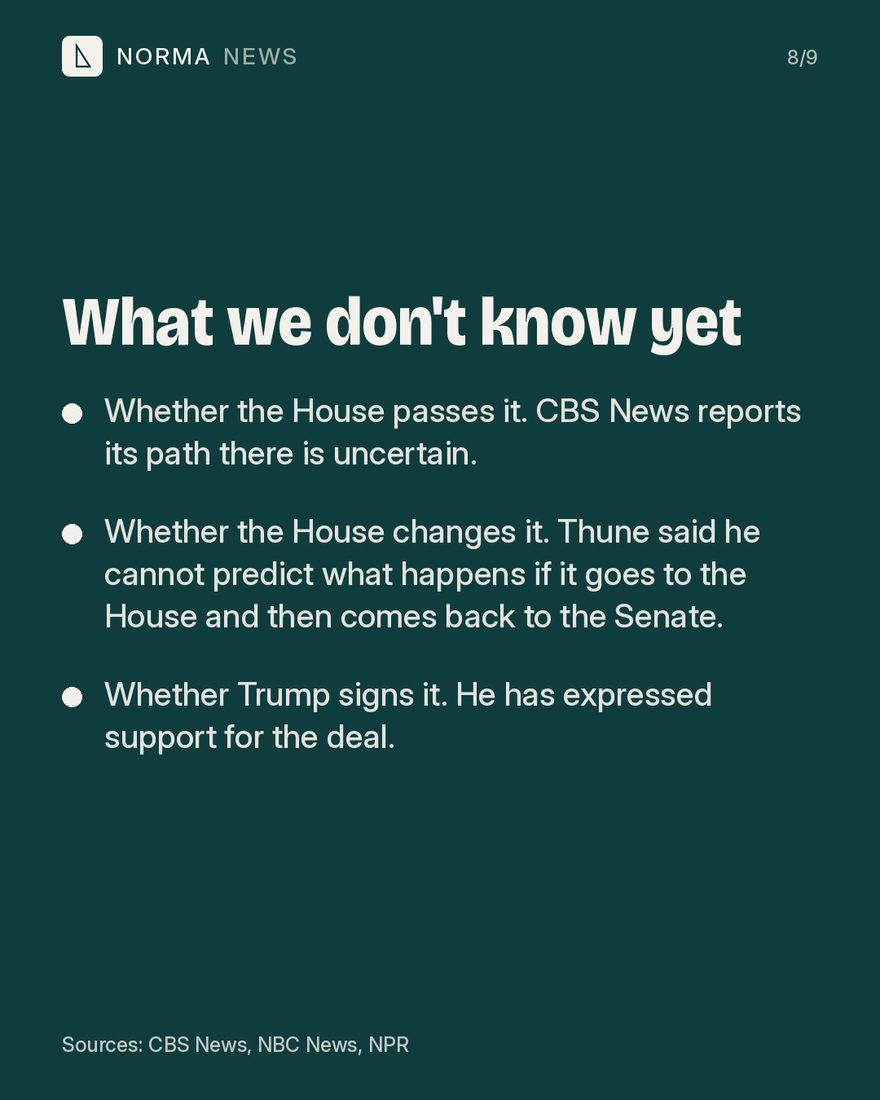 NORMA NEWS
8/9
What we don't know yet
Whether the House passes it. CBS News reports
its path there is uncertain.
Whether the House changes it. Thune said he
cannot predict what happens if it goes to the
House and then comes back to the Senate.
Whether Trump signs it. He has expressed
support for the deal.
Sources: CBS News, NBC News, NPR